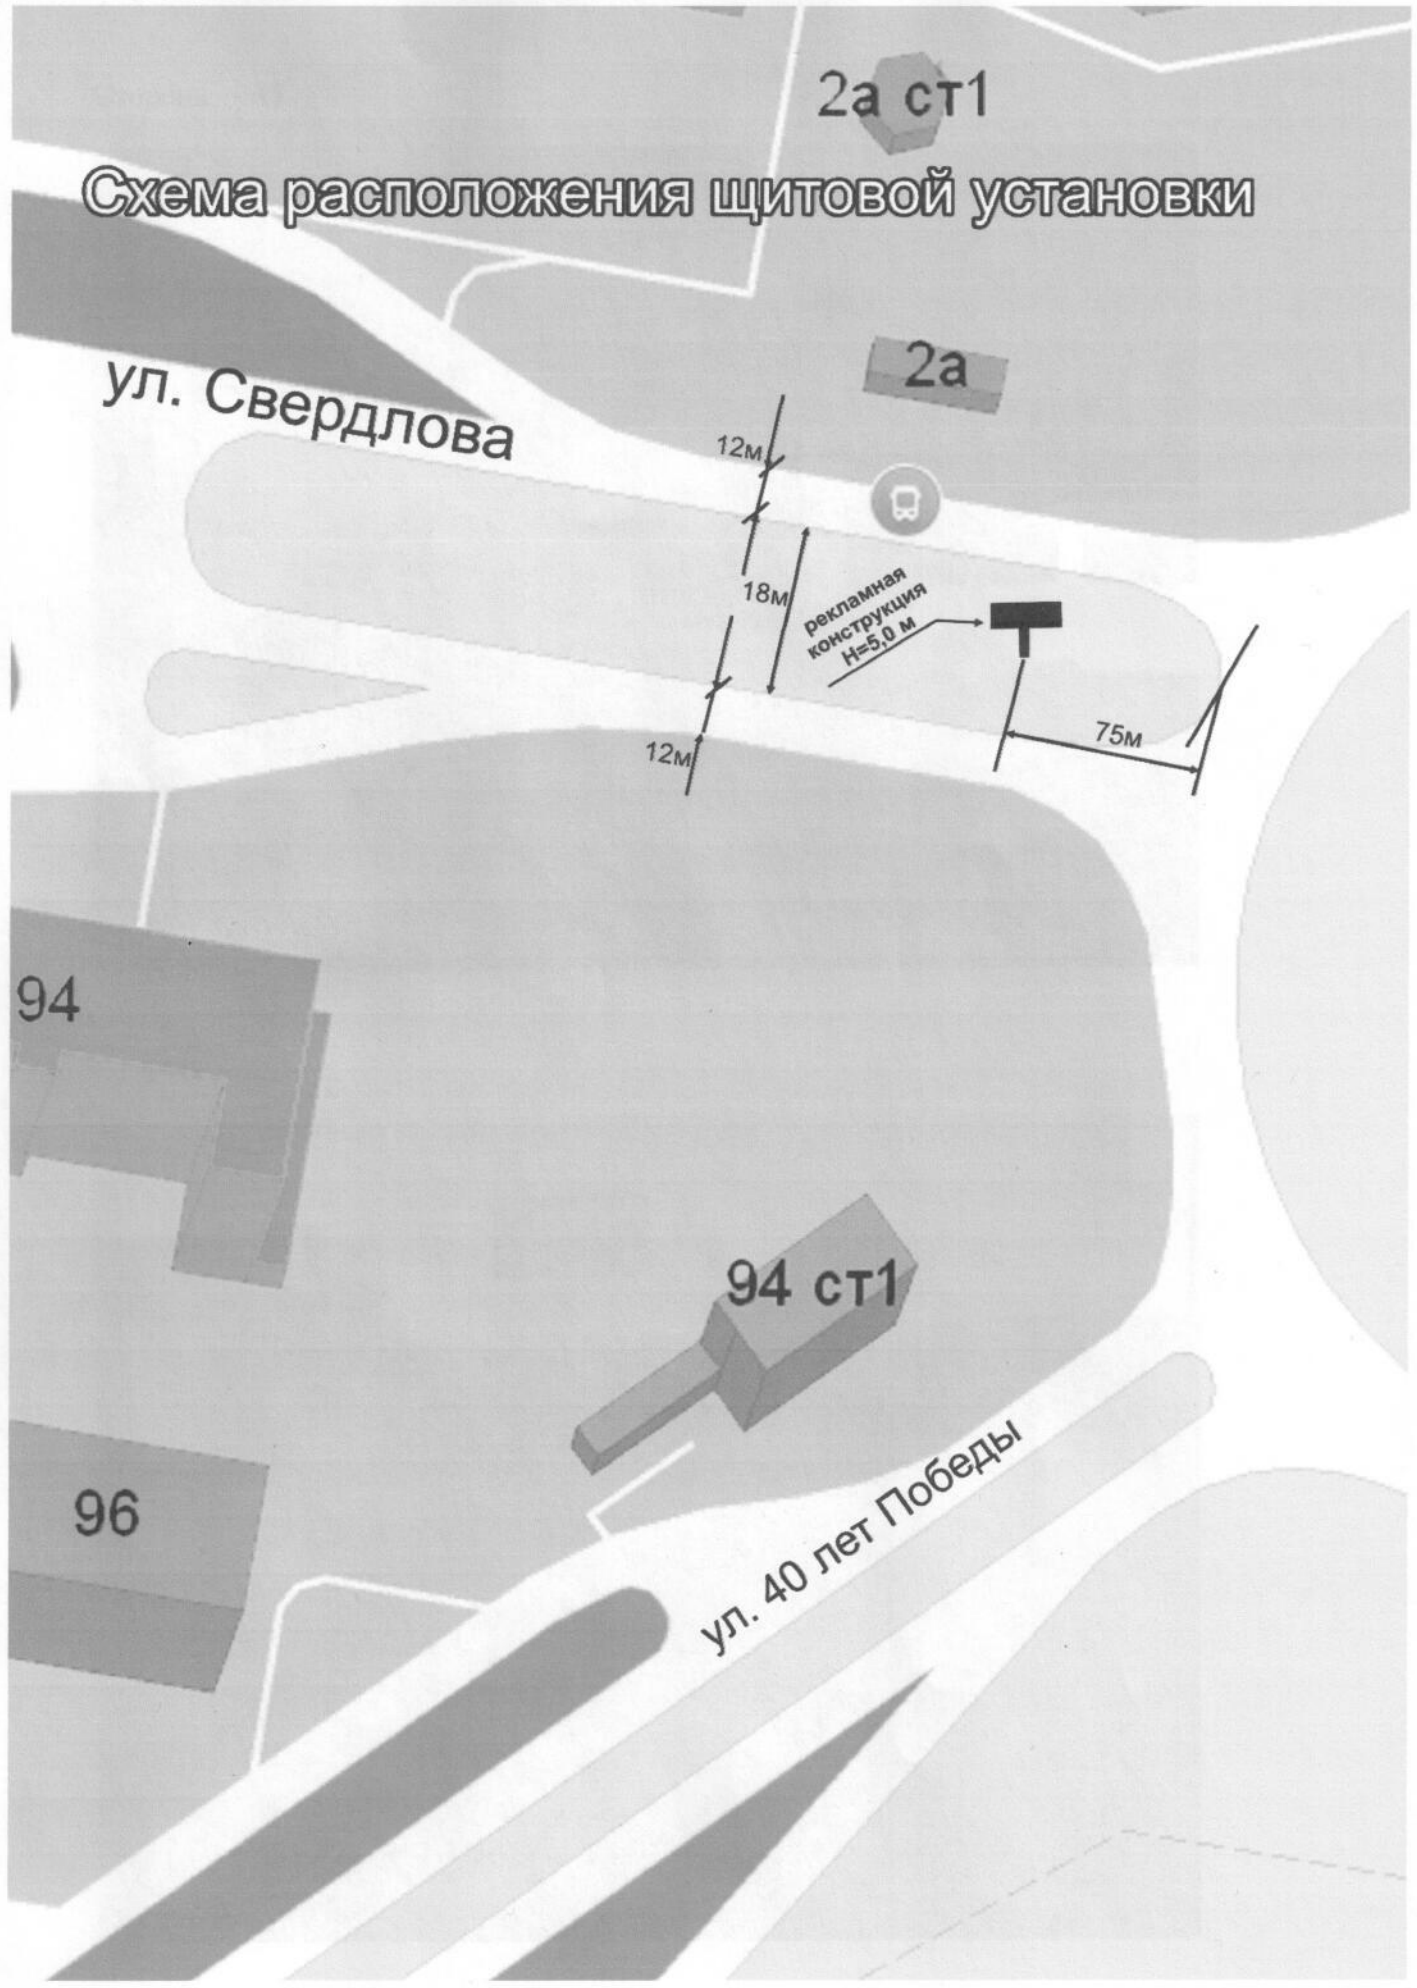 2а ст1
Схема расположения щитовой установки
2а
ул. Свердлова
12м
18м
рекламная
конструкция
Н=5,0 м
75м
12м
94
94 ст1
ул. 40 лет Победы
96